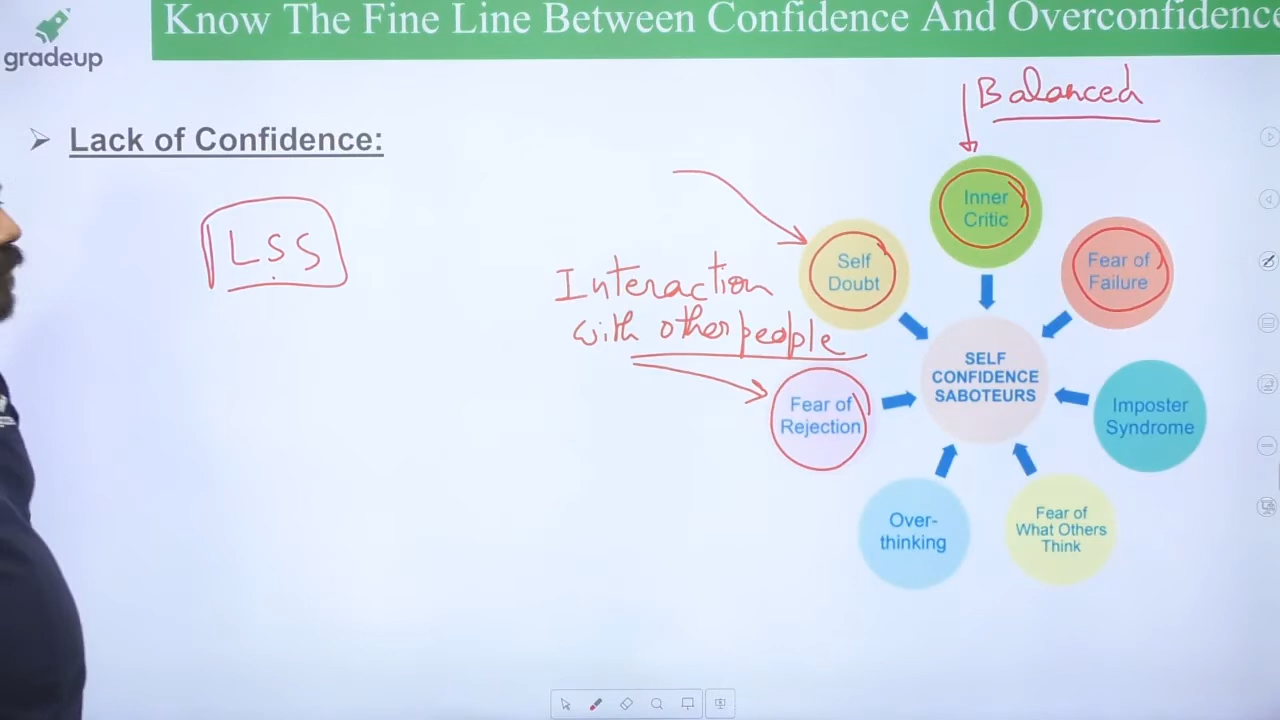 Know The Fine Line Between Confidence And Overconfidence
gradeup
Balanced
➢ Lack of Confidence:
LSS
Inner
Critic
Self
Doubt
Fear of
Failure
Interaction
with other people
SELF
CONFIDENCE
SABOTEURS
Fear of
Rejection
Imposter
Syndrome
Over-
thinking
Fear of
What Others
Think